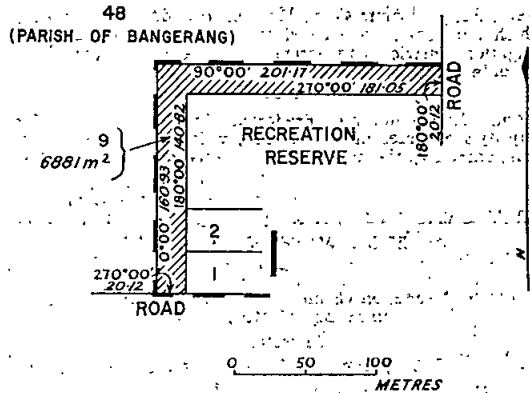 48
(PARISH OF BANGERANG)
90°00' 201·17
270°00' 181·05
180°00'
20·12
ROAD
9
6881m²
0°00' 160·93
180°00' 140·82
RECREATION
RESERVE
2
1
270°00'
20·12
ROAD
N
0 50 100
METRES